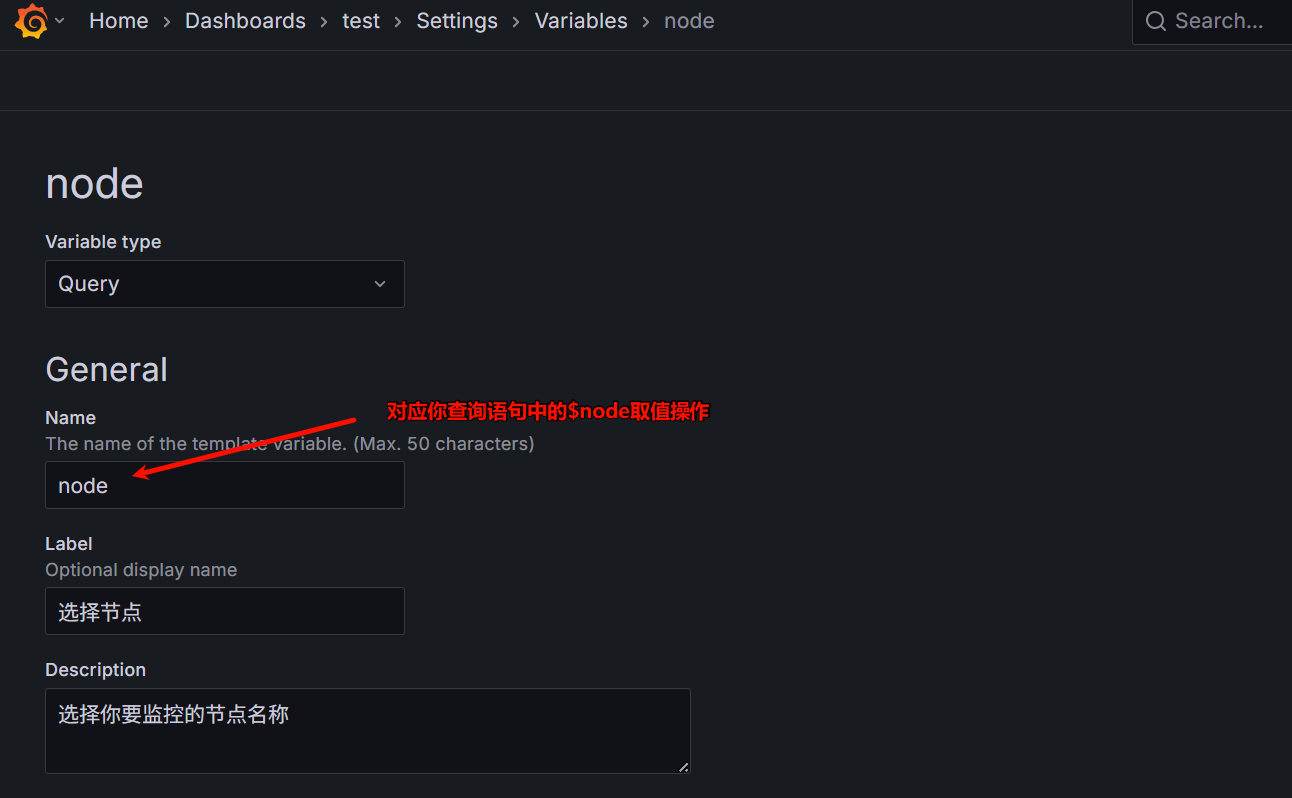 Home › Dashboards › test › Settings › Variables › node
Search...
node
Variable type
Query
General
对应你查询语句中的$node取值操作
Name
The name of the template variable. (Max. 50 characters)
node
Label
Optional display name
选择节点
Description
选择你要监控的节点名称